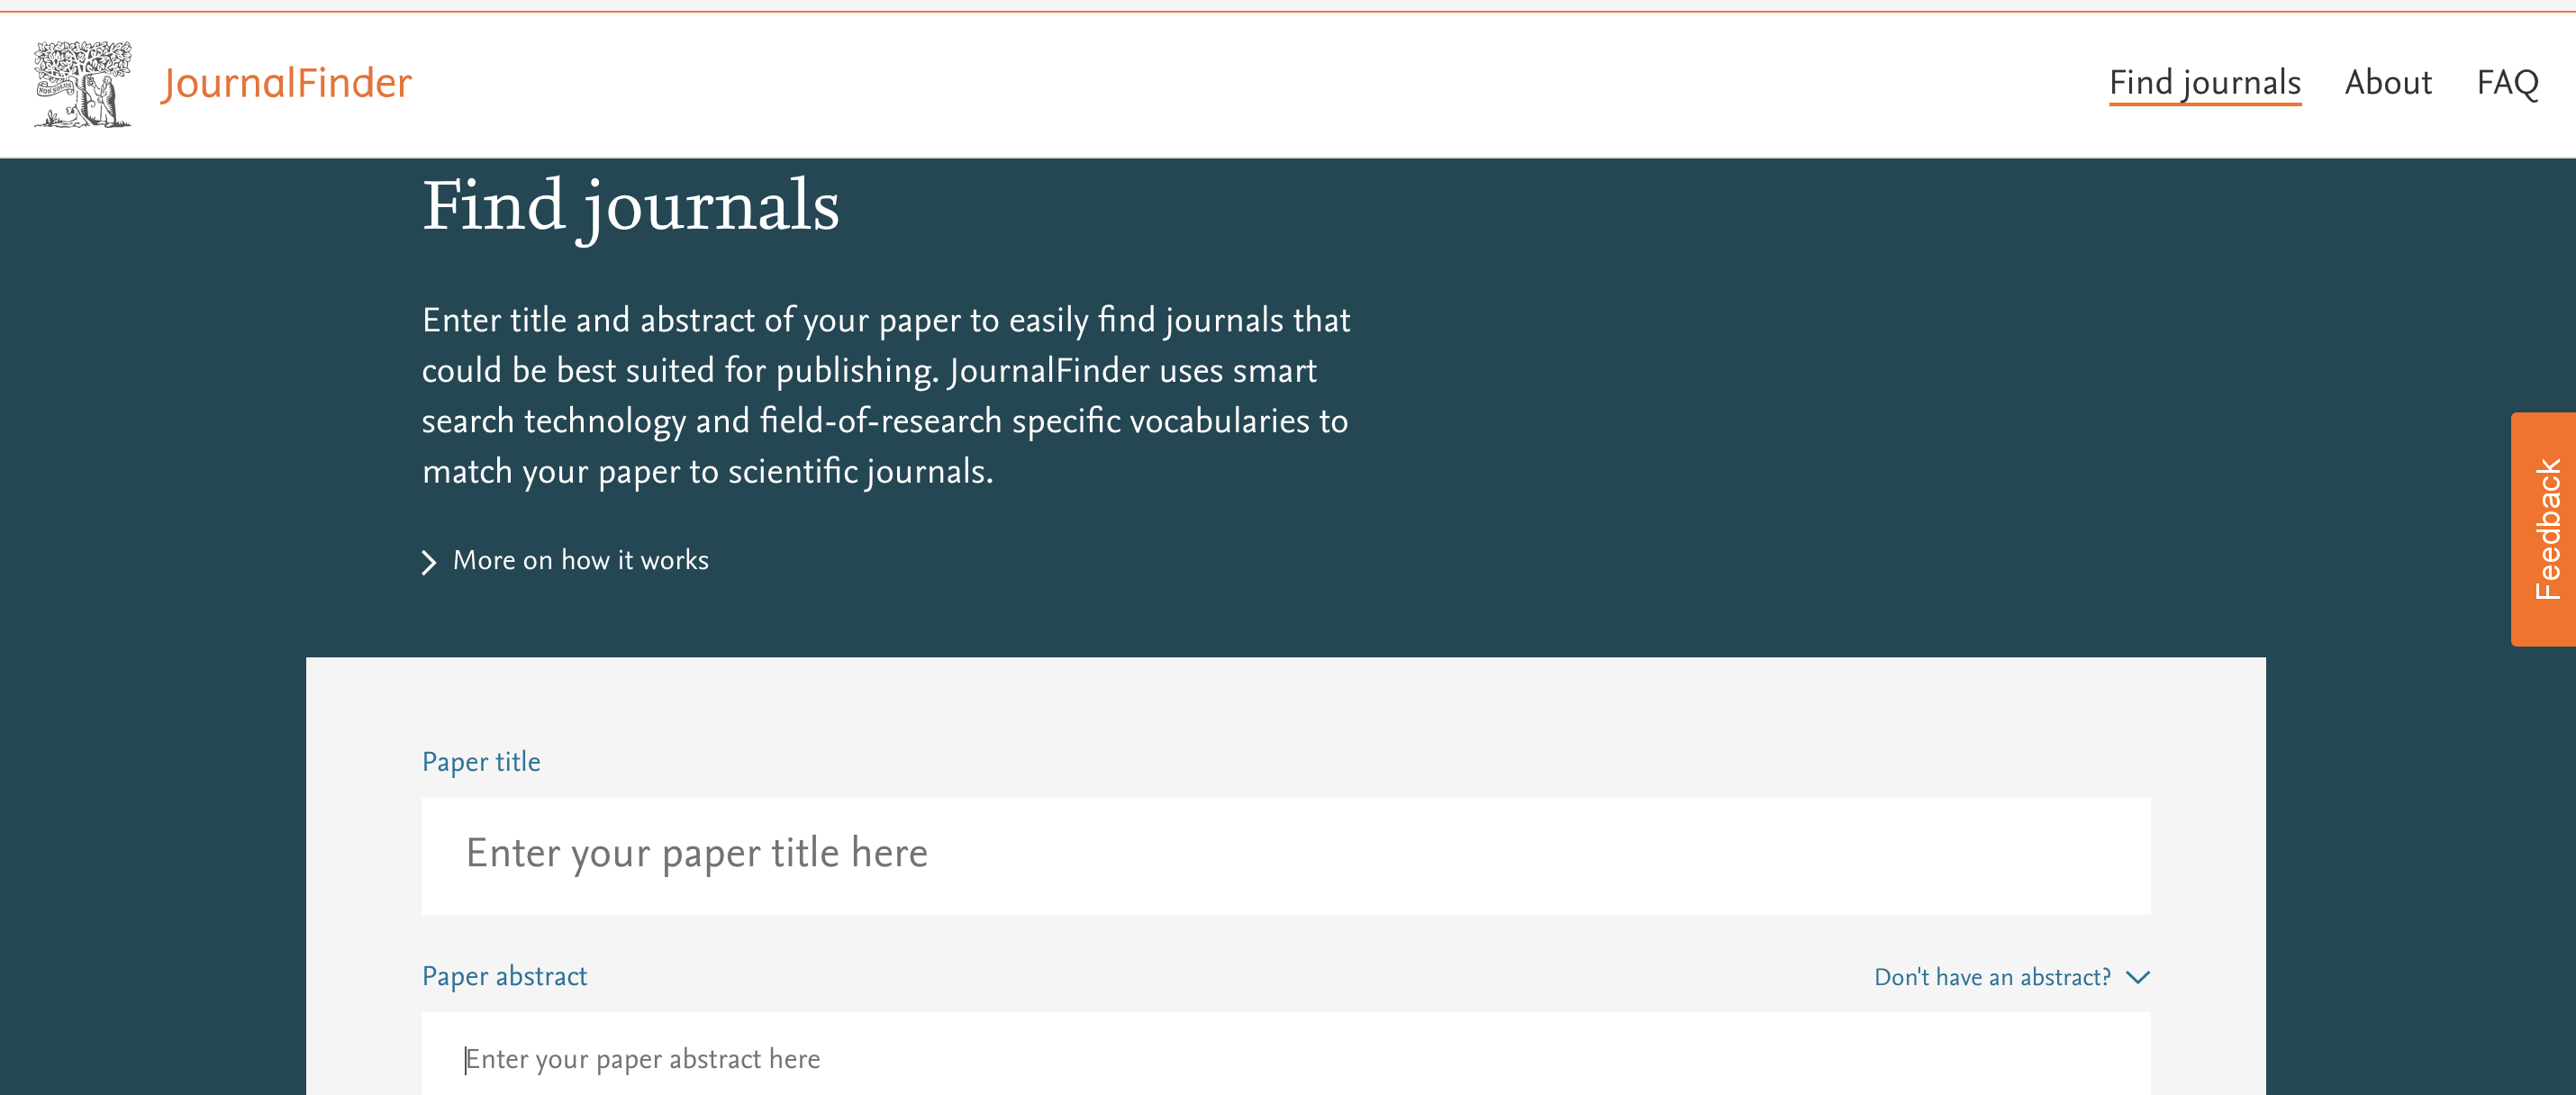 NON SOLUS
JournalFinder
Find journals
About
FAQ
Find journals
Enter title and abstract of your paper to easily find journals that
could be best suited for publishing. JournalFinder uses smart
search technology and field-of-research specific vocabularies to
match your paper to scientific journals.
More on how it works
Feedback
Paper title
Enter your paper title here
Paper abstract
Don't have an abstract?
Enter your paper abstract here